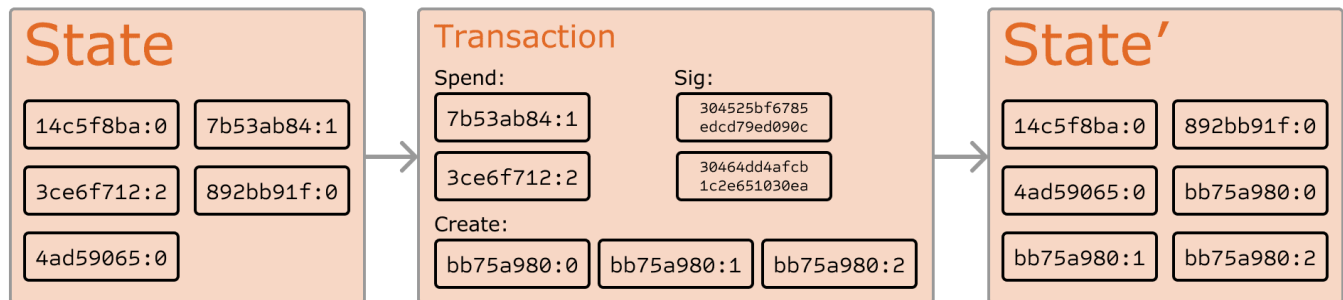 State
14c5f8ba:0 7b53ab84:1
3ce6f712:2 892bb91f:0
4ad59065:0
Transaction
Spend: Sig:
7b53ab84:1 304525bf6785
edcd79ed090c
3ce6f712:2 30464dd4afcb
1c2e651030ea
Create:
bb75a980:0 bb75a980:1 bb75a980:2
State’
14c5f8ba:0 892bb91f:0
4ad59065:0 bb75a980:0
bb75a980:1 bb75a980:2